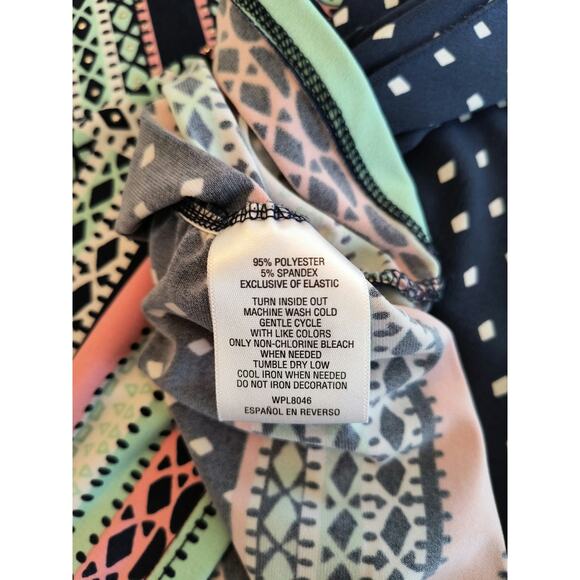 95% POLYESTER
5% SPANDEX
EXCLUSIVE OF ELASTIC
TURN INSIDE OUT
MACHINE WASH COLD
GENTLE CYCLE
WITH LIKE COLORS
ONLY NON-CHLORINE BLEACH
WHEN NEEDED
TUMBLE DRY LOW
COOL IRON WHEN NEEDED
DO NOT IRON DECORATION
WPL8046
ESPAÑOL EN REVERSO